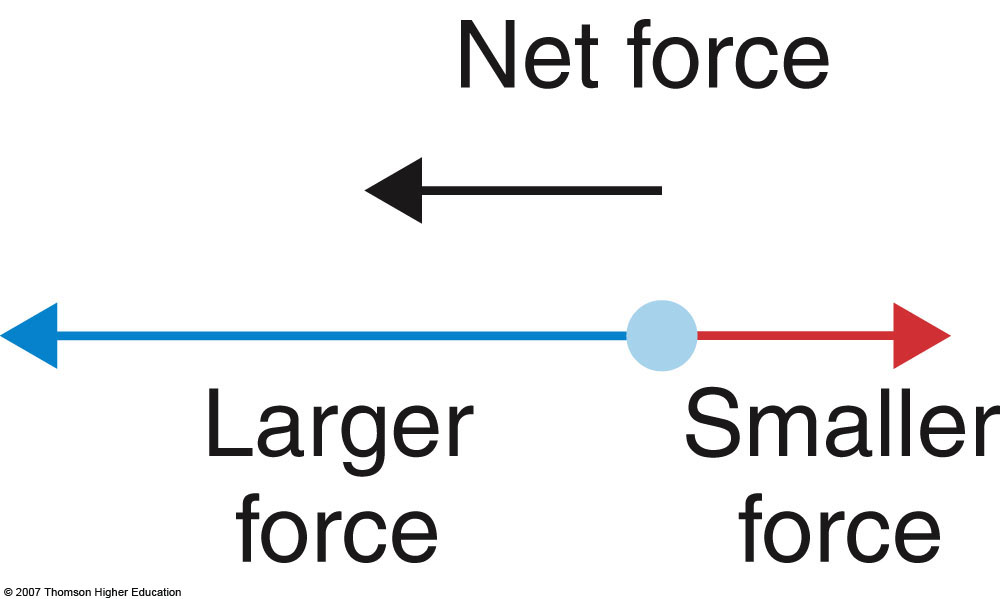 Net force
Larger
force
Smaller
force
© 2007 Thomson Higher Education